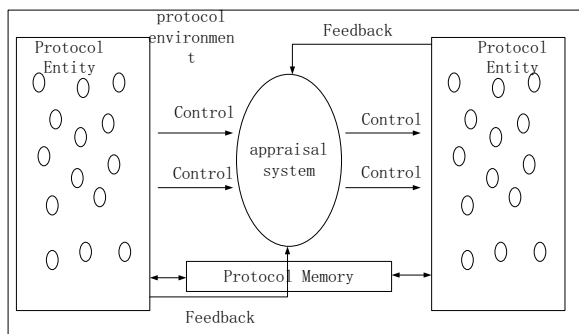 protocol
environmen
t
Feedback
Protocol
Entity
Protocol
Entity
Control
Control
appraisal
system
Control
Control
Protocol Memory
Feedback